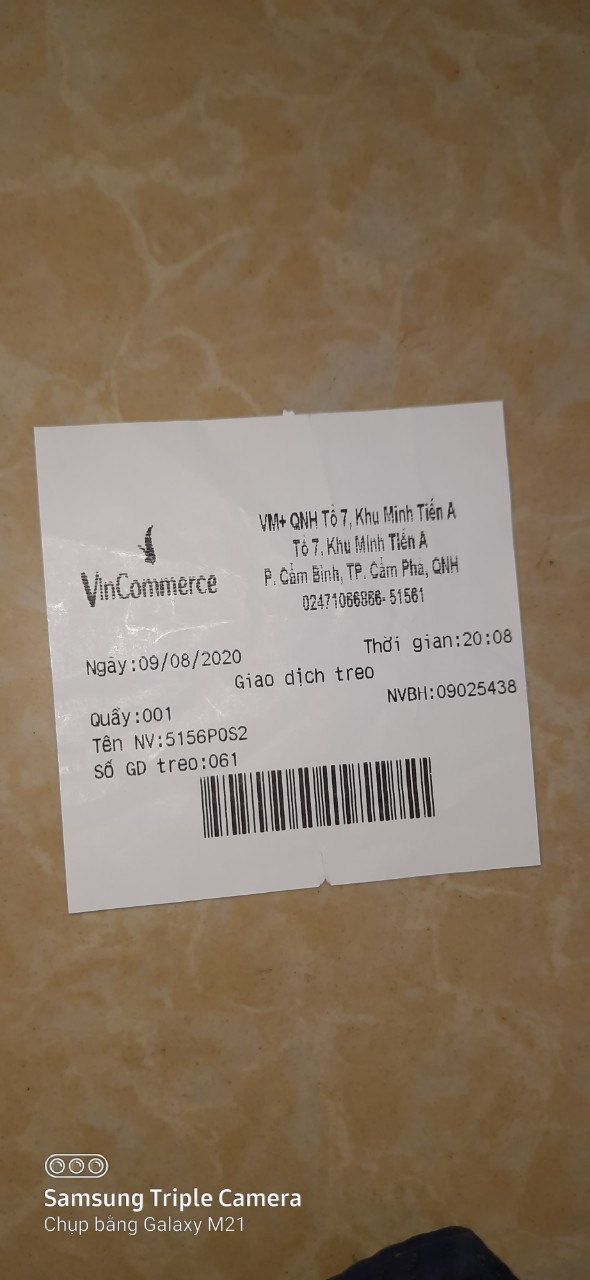 VinCommerce
VM+ QNH Tổ 7, Khu Minh Tiến A
Tổ 7, Khu Minh Tiến A
P. Cẩm Bình, TP. Cẩm Phả, QNH
02471066866- 51561
Ngày:09/08/2020
Thời gian:20:08
Giao dịch treo
Quầy:001
NVBH:09025438
Tên NV:5156POS2
Số GD treo:061
Samsung Triple Camera
Chụp bằng Galaxy M21